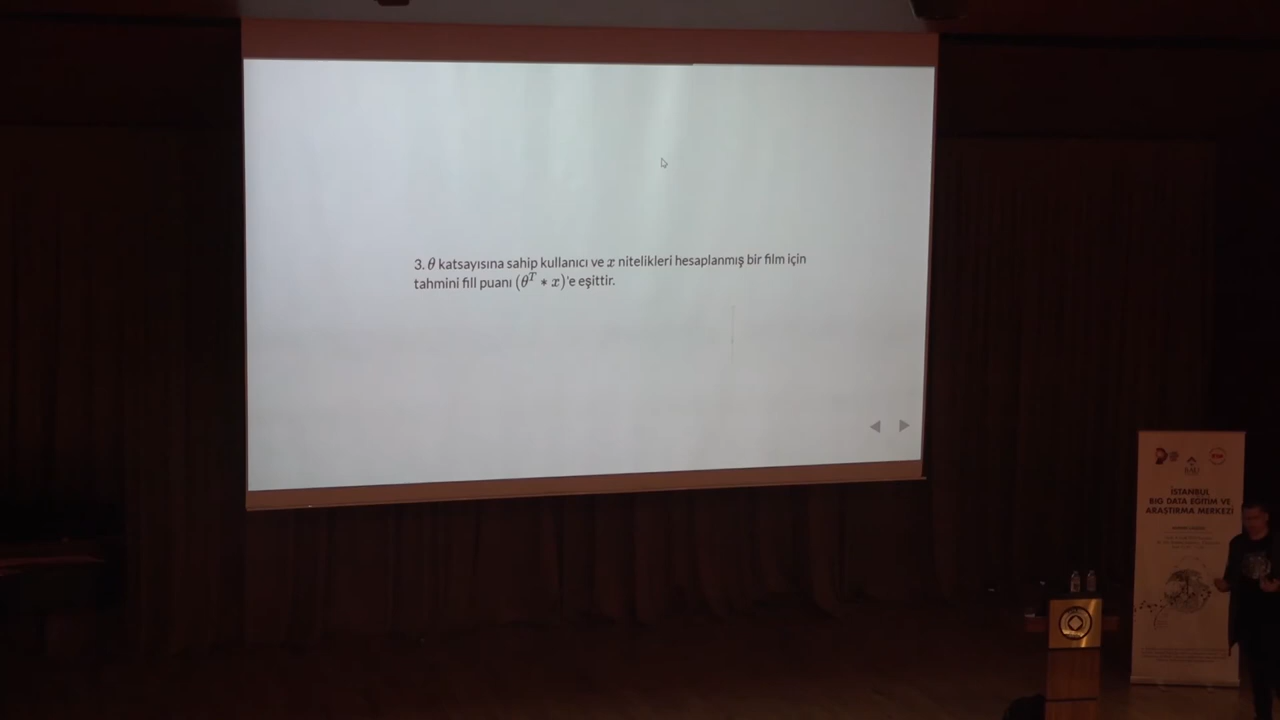 3. θ katsayısına sahip kullanıcı ve x nitelikleri hesaplanmış bir film için
tahmini fill puanı (θ^T * x)'e eşittir.
BAU
İSTANBUL
BIG DATA EĞİTİM VE
ARAŞTIRMA MERKEZİ